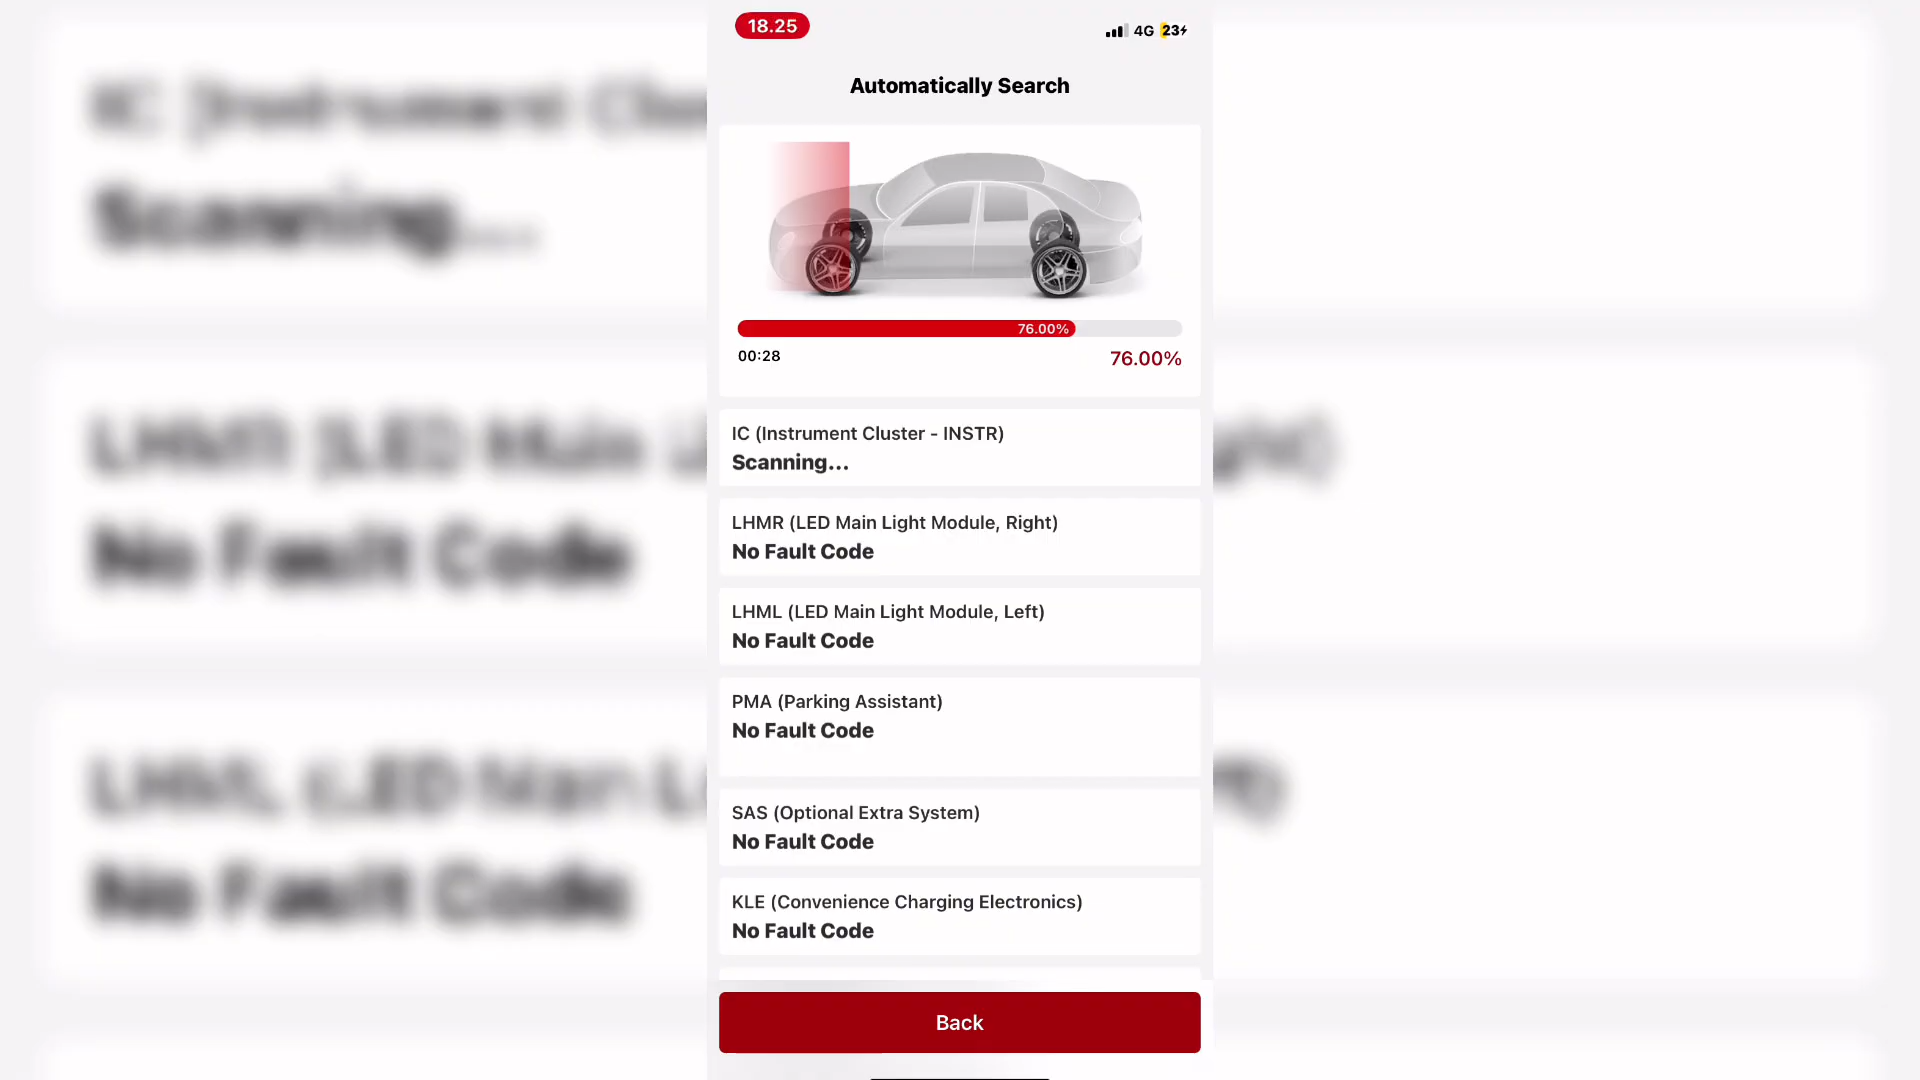 18.25
4G 23
Automatically Search
76.00%
00:28
76.00%
IC (Instrument Cluster - INSTR)
Scanning...
LHMR (LED Main Light Module, Right)
No Fault Code
LHML (LED Main Light Module, Left)
No Fault Code
PMA (Parking Assistant)
No Fault Code
SAS (Optional Extra System)
No Fault Code
KLE (Convenience Charging Electronics)
No Fault Code
Back